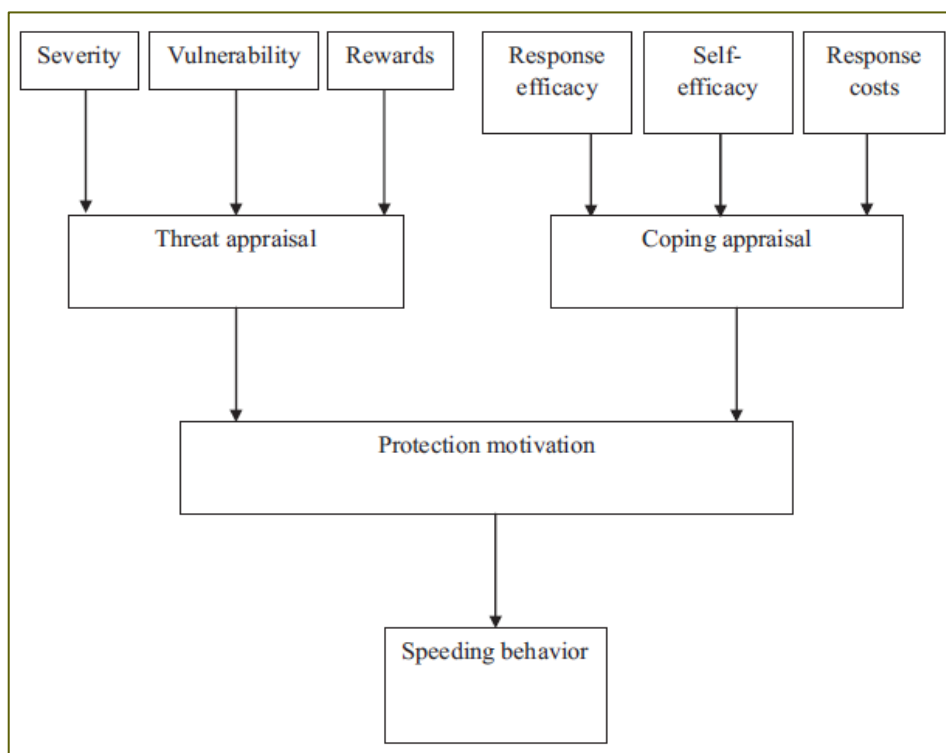 Severity
Vulnerability
Rewards
Response
efficacy
Self-
efficacy
Response
costs
Threat appraisal
Coping appraisal
Protection motivation
Speeding behavior